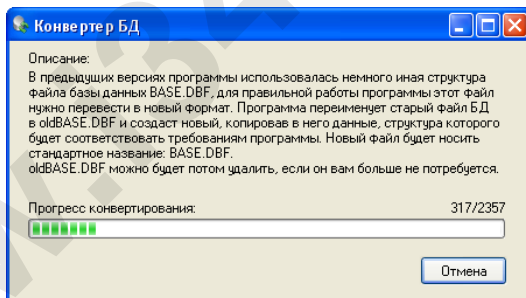 Конвертер БД
Описание:
В предыдущих версиях программы использовалась немного иная структура
файла базы данных BASE.DBF, для правильной работы программы этот файл
нужно перевести в новый формат. Программа переименует старый файл БД
в oldBASE.DBF и создаст новый, копировав в него данные, структура которого
будет соответствовать требованиям программы. Новый файл будет носить
стандартное название: BASE.DBF.
oldBASE.DBF можно будет потом удалить, если он вам больше не потребуется.
Прогресс конвертирования: 317/2357
Отмена